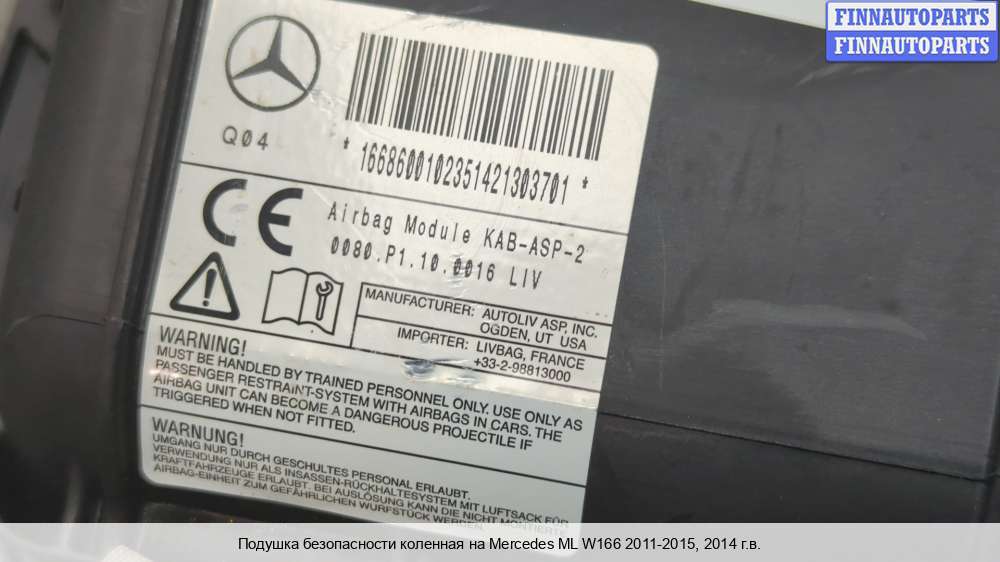 FINNAUTOPARTS
FINNAUTOPARTS
Q04
* 1668600102351421303701 *
CE
Airbag Module KAB-ASP-2
0080.P1.10.0016 LIV
MANUFACTURER: AUTOLIV ASP, INC.
OGDEN, UT USA
IMPORTER: LIVBAG, FRANCE
+33-2-98813000
WARNING!
MUST BE HANDLED BY TRAINED PERSONNEL ONLY. USE ONLY AS
PASSENGER RESTRAINT-SYSTEM WITH AIRBAGS IN CARS. THE
AIRBAG UNIT CAN BECOME A DANGEROUS PROJECTILE IF
TRIGGERED WHEN NOT FITTED.
WARNUNG!
UMGANG NUR DURCH GESCHULTES PERSONAL ERLAUBT.
VERWENDUNG NUR ALS INSASSEN-RÜCKHALTESYSTEM MIT LUFTSACK FÜR
KRAFTFAHRZEUGE ERLAUBT. BEI AUSLÖSUNG KANN DIE NICHT MONTIERTE
AIRBAG-EINHEIT ZUM GEFÄHRLICHEN WURFSTÜCK WERDEN.
Подушка безопасности коленная на Mercedes ML W166 2011-2015, 2014 г.в.